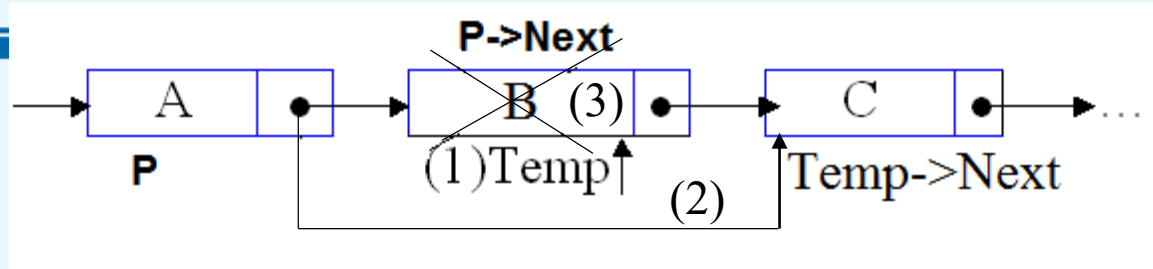 P->Next
A B (3) C ...
P (1)Temp Temp->Next
(2)